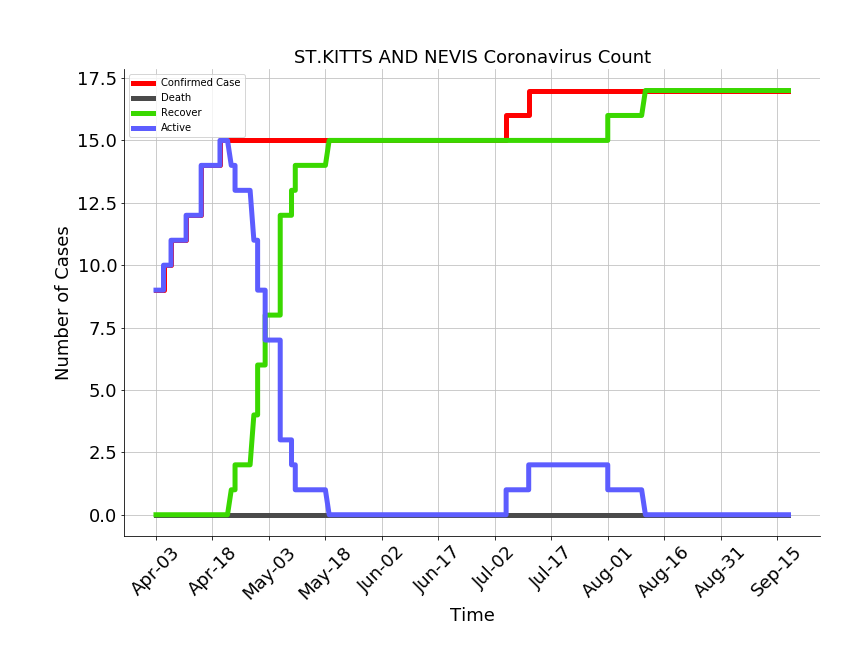 ST.KITTS AND NEVIS Coronavirus Count
Confirmed Case
Death
Recover
Active
Number of Cases
17.5
15.0
12.5
10.0
7.5
5.0
2.5
0.0
Apr-03
Apr-18
May-03
May-18
Jun-02
Jun-17
Jul-02
Jul-17
Aug-01
Aug-16
Aug-31
Sep-15
Time